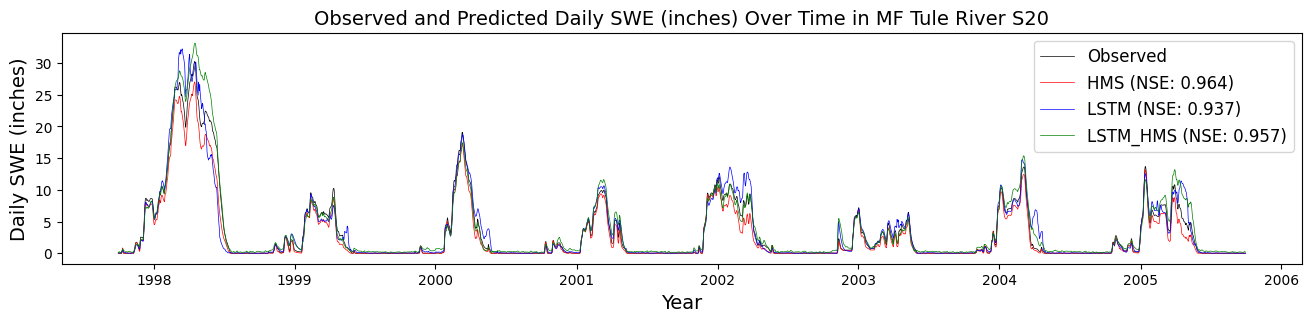 Observed and Predicted Daily SWE (inches) Over Time in MF Tule River S20
Daily SWE (inches)
30
25
20
15
10
5
0
Observed
HMS (NSE: 0.964)
LSTM (NSE: 0.937)
LSTM_HMS (NSE: 0.957)
1998 1999 2000 2001 2002 2003 2004 2005 2006
Year